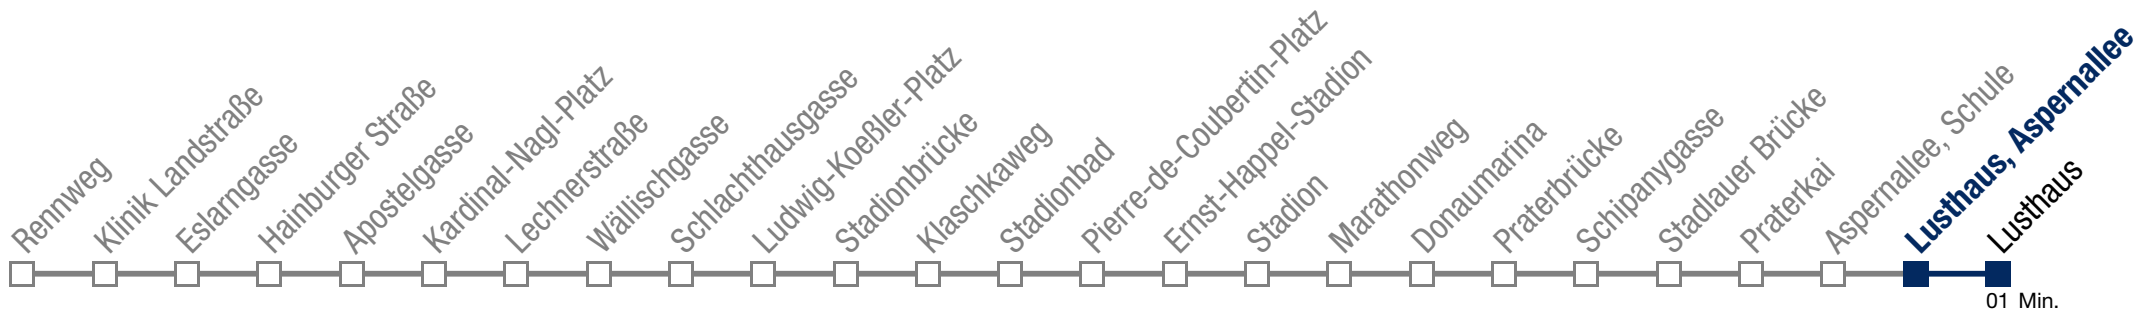 Rennweg
Klinik Landstraße
Eslarngasse
Hainburger Straße
Apostelgasse
Kardinal-Nagl-Platz
Lechnerstraße
Wällischgasse
Schlachthausgasse
Ludwig-Koeßler-Platz
Stadionbrücke
Klaschkaweg
Stadionbad
Pierre-de-Coubertin-Platz
Ernst-Happel-Stadion
Stadion
Marathonweg
Donaumarina
Praterbrücke
Schipanygasse
Stadlauer Brücke
Praterkai
Aspernallee, Schule
Lusthaus, Aspernallee
Lusthaus
01 Min.